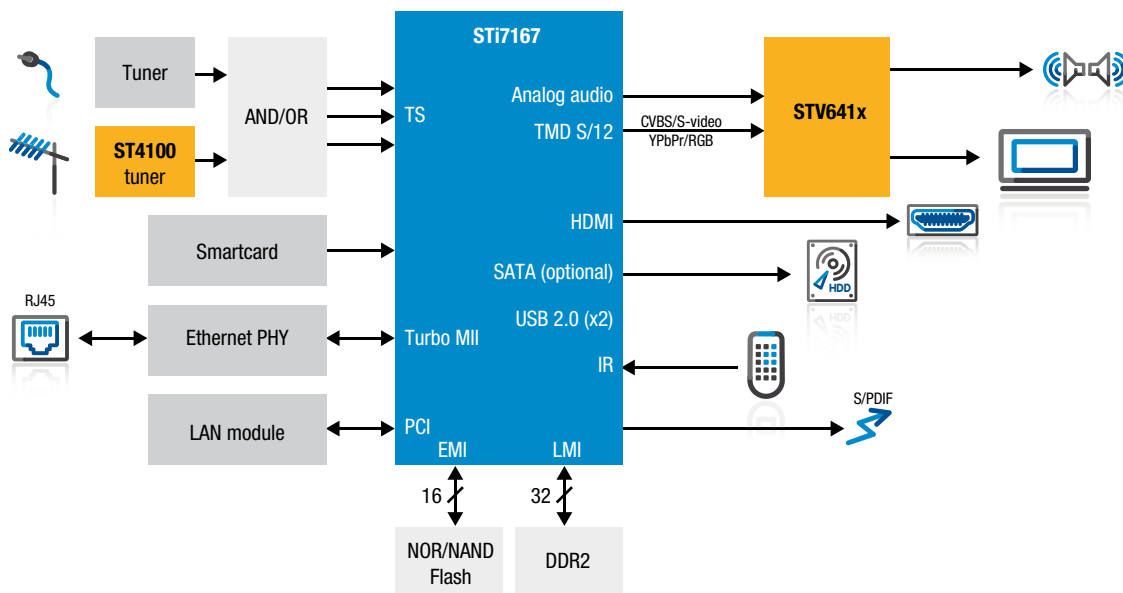 STi7167
Tuner
ST4100
tuner
AND/OR
TS
Analog audio
TMD S/12
CVBS/S-video
YPbPr/RGB
STV641x
Smartcard
HDMI
SATA (optional)
HDD
USB 2.0 (x2)
RJ45
Ethernet PHY
Turbo MII
IR
LAN module
PCI
S/PDIF
EMI
LMI
16
32
NOR/NAND
Flash
DDR2